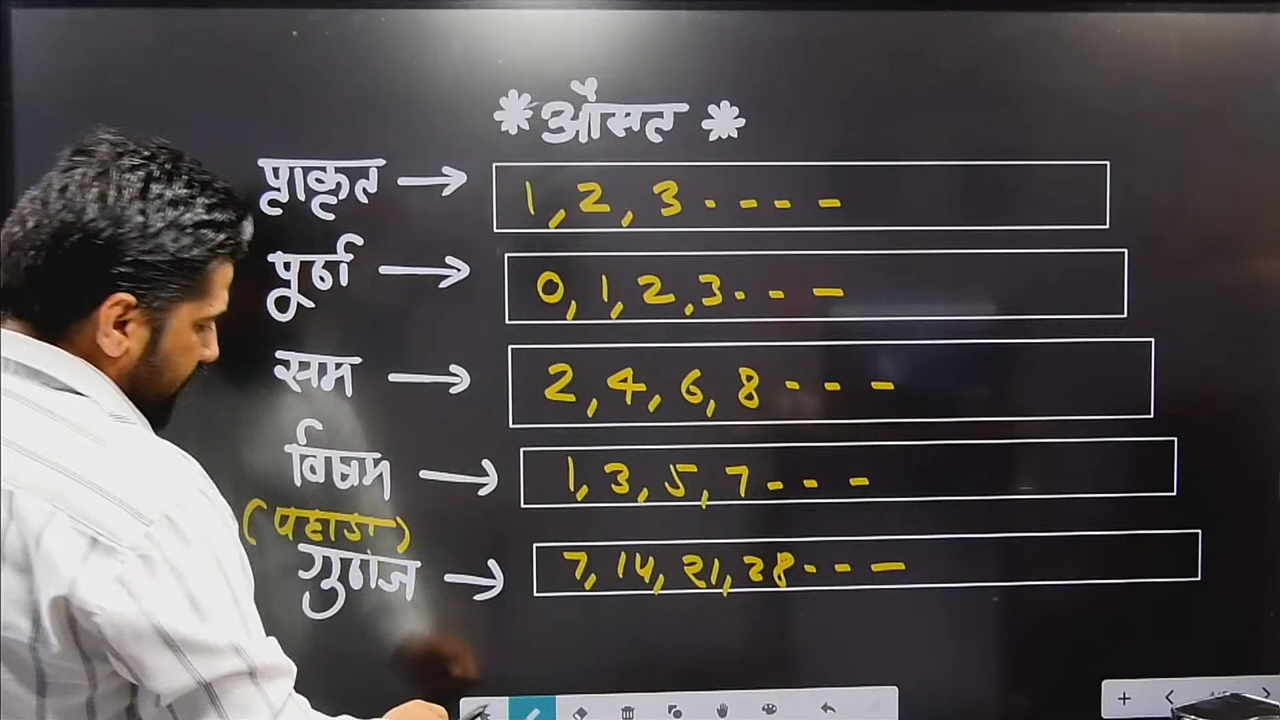 * औसत *
प्राकृत → 1, 2, 3 - - - -
पूर्ण → 0, 1, 2, 3 - - -
सम → 2, 4, 6, 8 - - -
विषम → 1, 3, 5, 7 - - -
(पहाडा)
गुणज → 7, 14, 21, 28 - - -